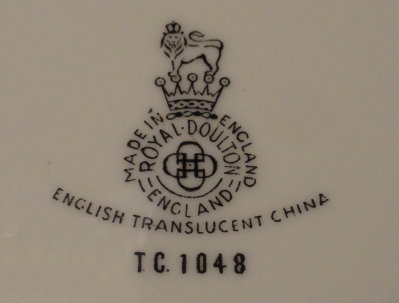 MADE IN ENGLAND
ROYAL·DOULTON
ENGLAND
ENGLISH TRANSLUCENT CHINA
T.C.1048